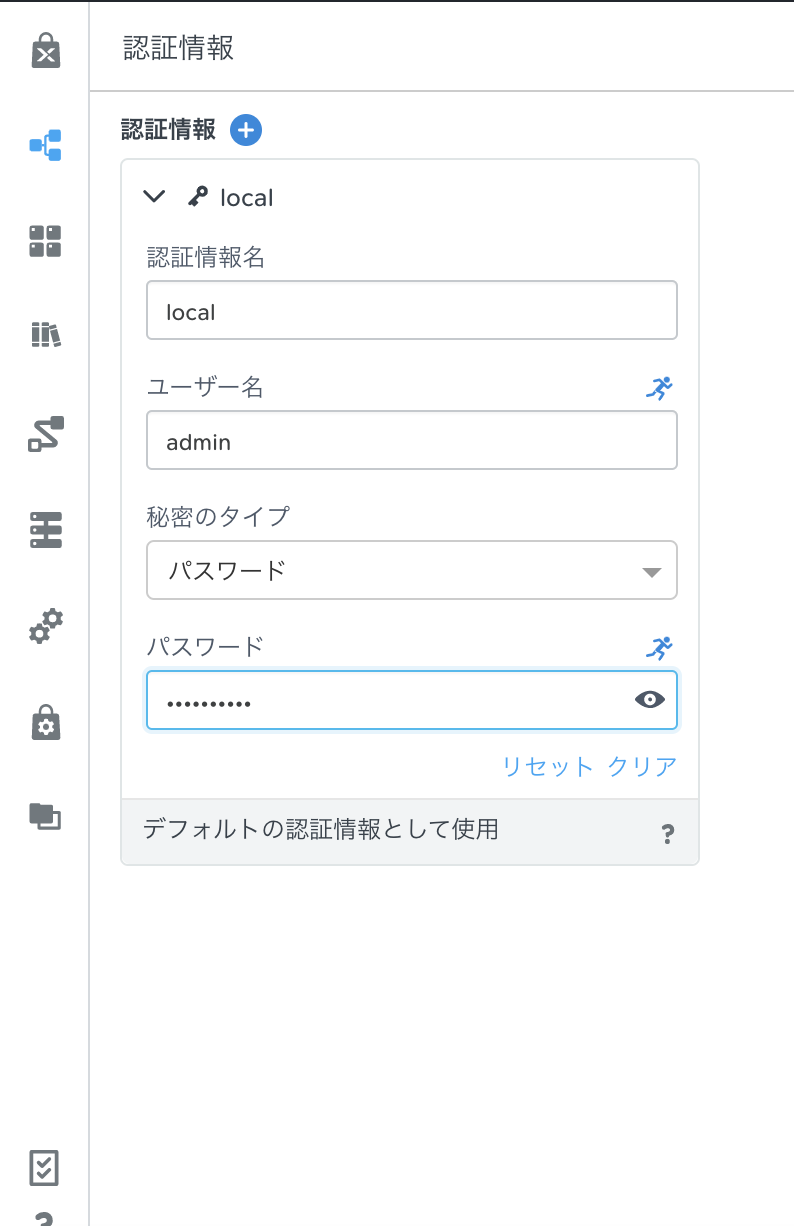 認証情報
認証情報
local
認証情報名
local
ユーザー名
admin
秘密のタイプ
パスワード
パスワード
••••••••••
リセット クリア
デフォルトの認証情報として使用
?
?